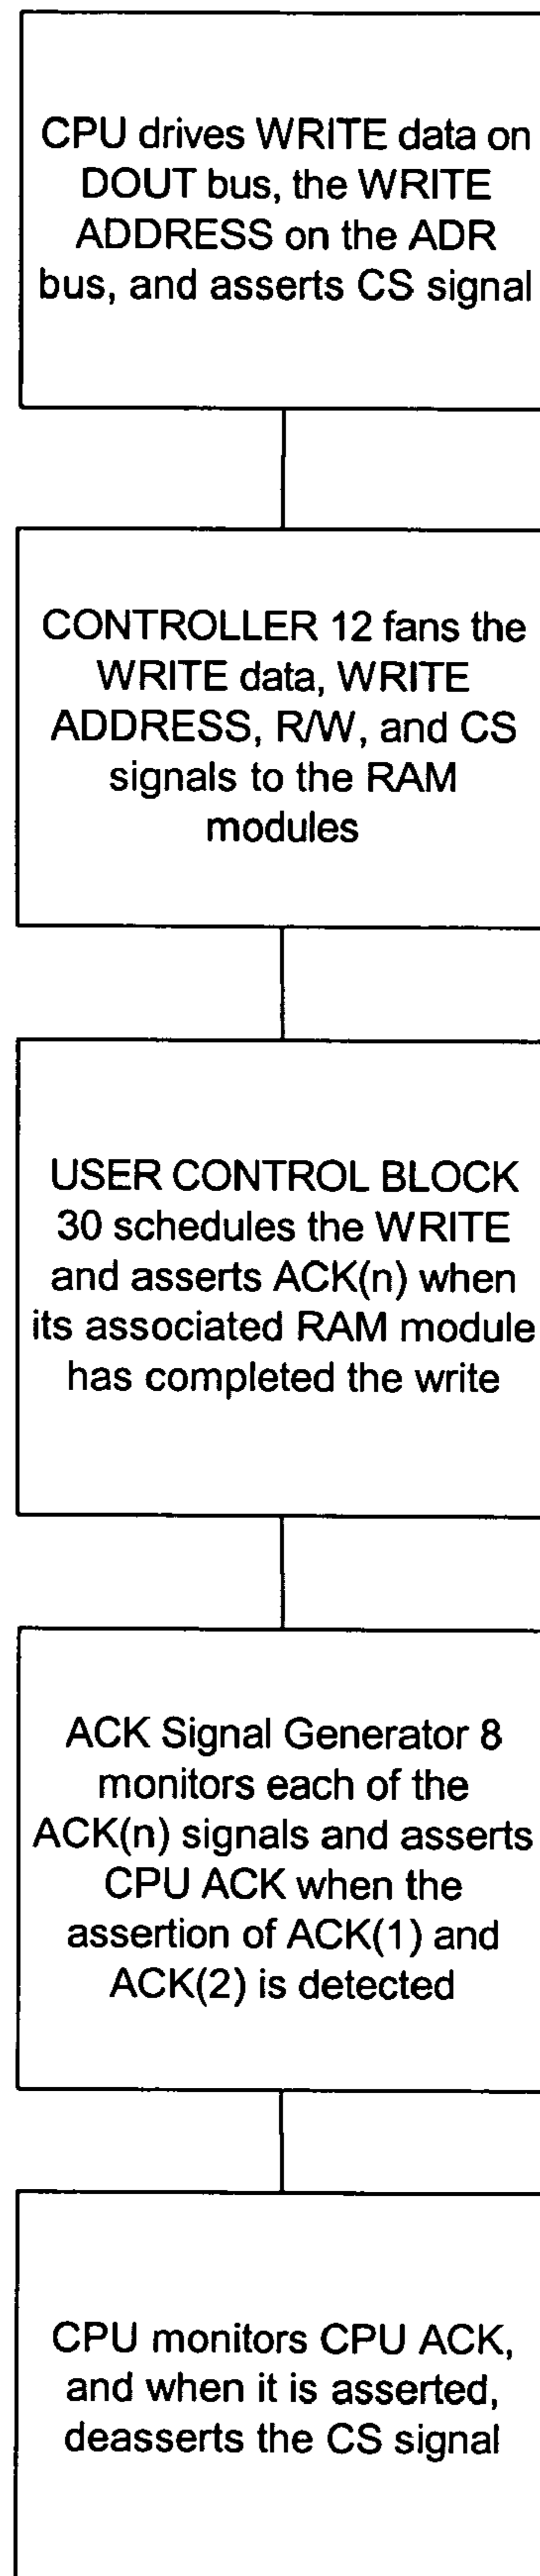 CPU drives WRITE data on
DOUT bus, the WRITE
ADDRESS on the ADR
bus, and asserts CS signal
CONTROLLER 12 fans the
WRITE data, WRITE
ADDRESS, R/W, and CS
signals to the RAM
modules
USER CONTROL BLOCK
30 schedules the WRITE
and asserts ACK(n) when
its associated RAM module
has completed the write
ACK Signal Generator 8
monitors each of the
ACK(n) signals and asserts
CPU ACK when the
assertion of ACK(1) and
ACK(2) is detected
CPU monitors CPU ACK,
and when it is asserted,
deasserts the CS signal